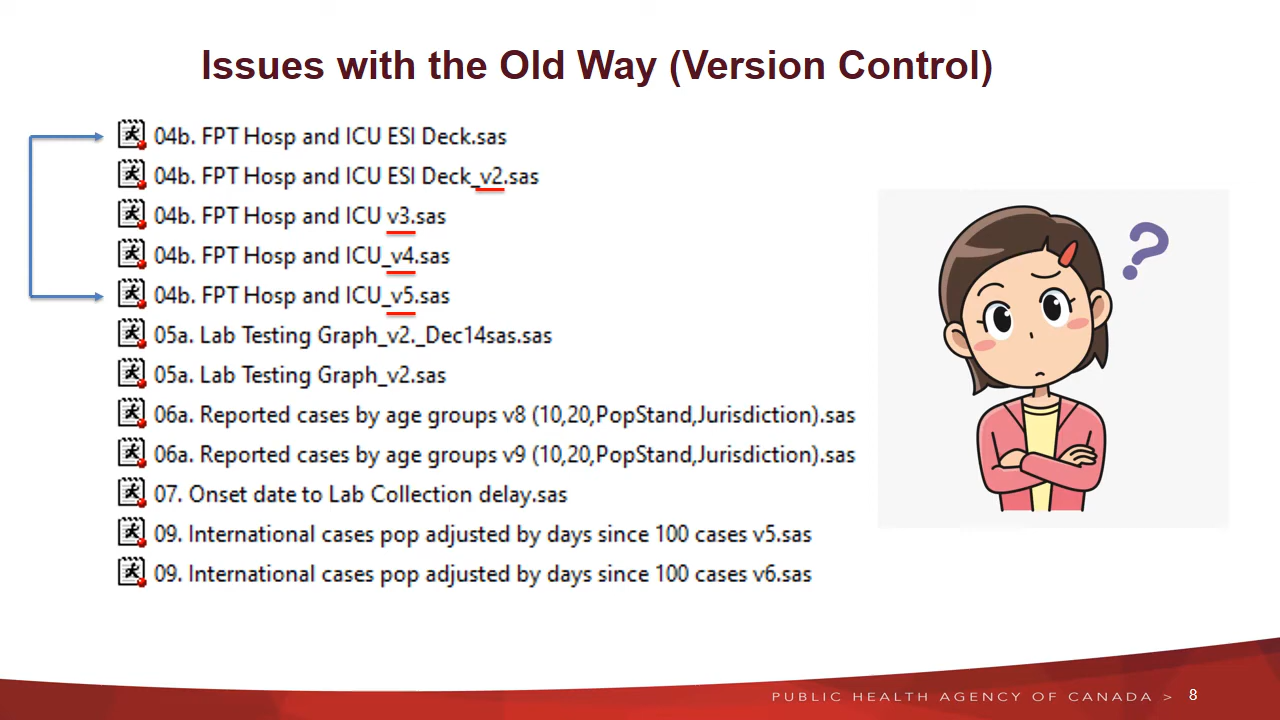 Issues with the Old Way (Version Control)
04b. FPT Hosp and ICU ESI Deck.sas
04b. FPT Hosp and ICU ESI Deck_v2.sas
04b. FPT Hosp and ICU v3.sas
04b. FPT Hosp and ICU_v4.sas
04b. FPT Hosp and ICU_v5.sas
05a. Lab Testing Graph_v2._Dec14sas.sas
05a. Lab Testing Graph_v2.sas
06a. Reported cases by age groups v8 (10,20,PopStand,Jurisdiction).sas
06a. Reported cases by age groups v9 (10,20,PopStand,Jurisdiction).sas
07. Onset date to Lab Collection delay.sas
09. International cases pop adjusted by days since 100 cases v5.sas
09. International cases pop adjusted by days since 100 cases v6.sas
?
PUBLIC HEALTH AGENCY OF CANADA > 8